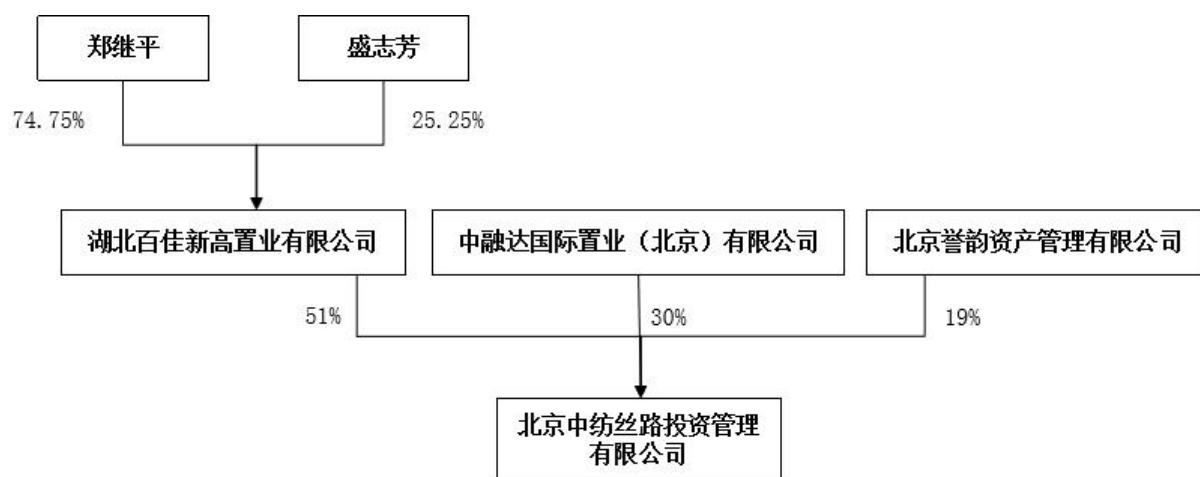 郑继平
盛志芳
74.75%
25.25%
湖北百佳新高置业有限公司
中融达国际置业（北京）有限公司
北京誉韵资产管理有限公司
51%
30%
19%
北京中纺丝路投资管理
有限公司